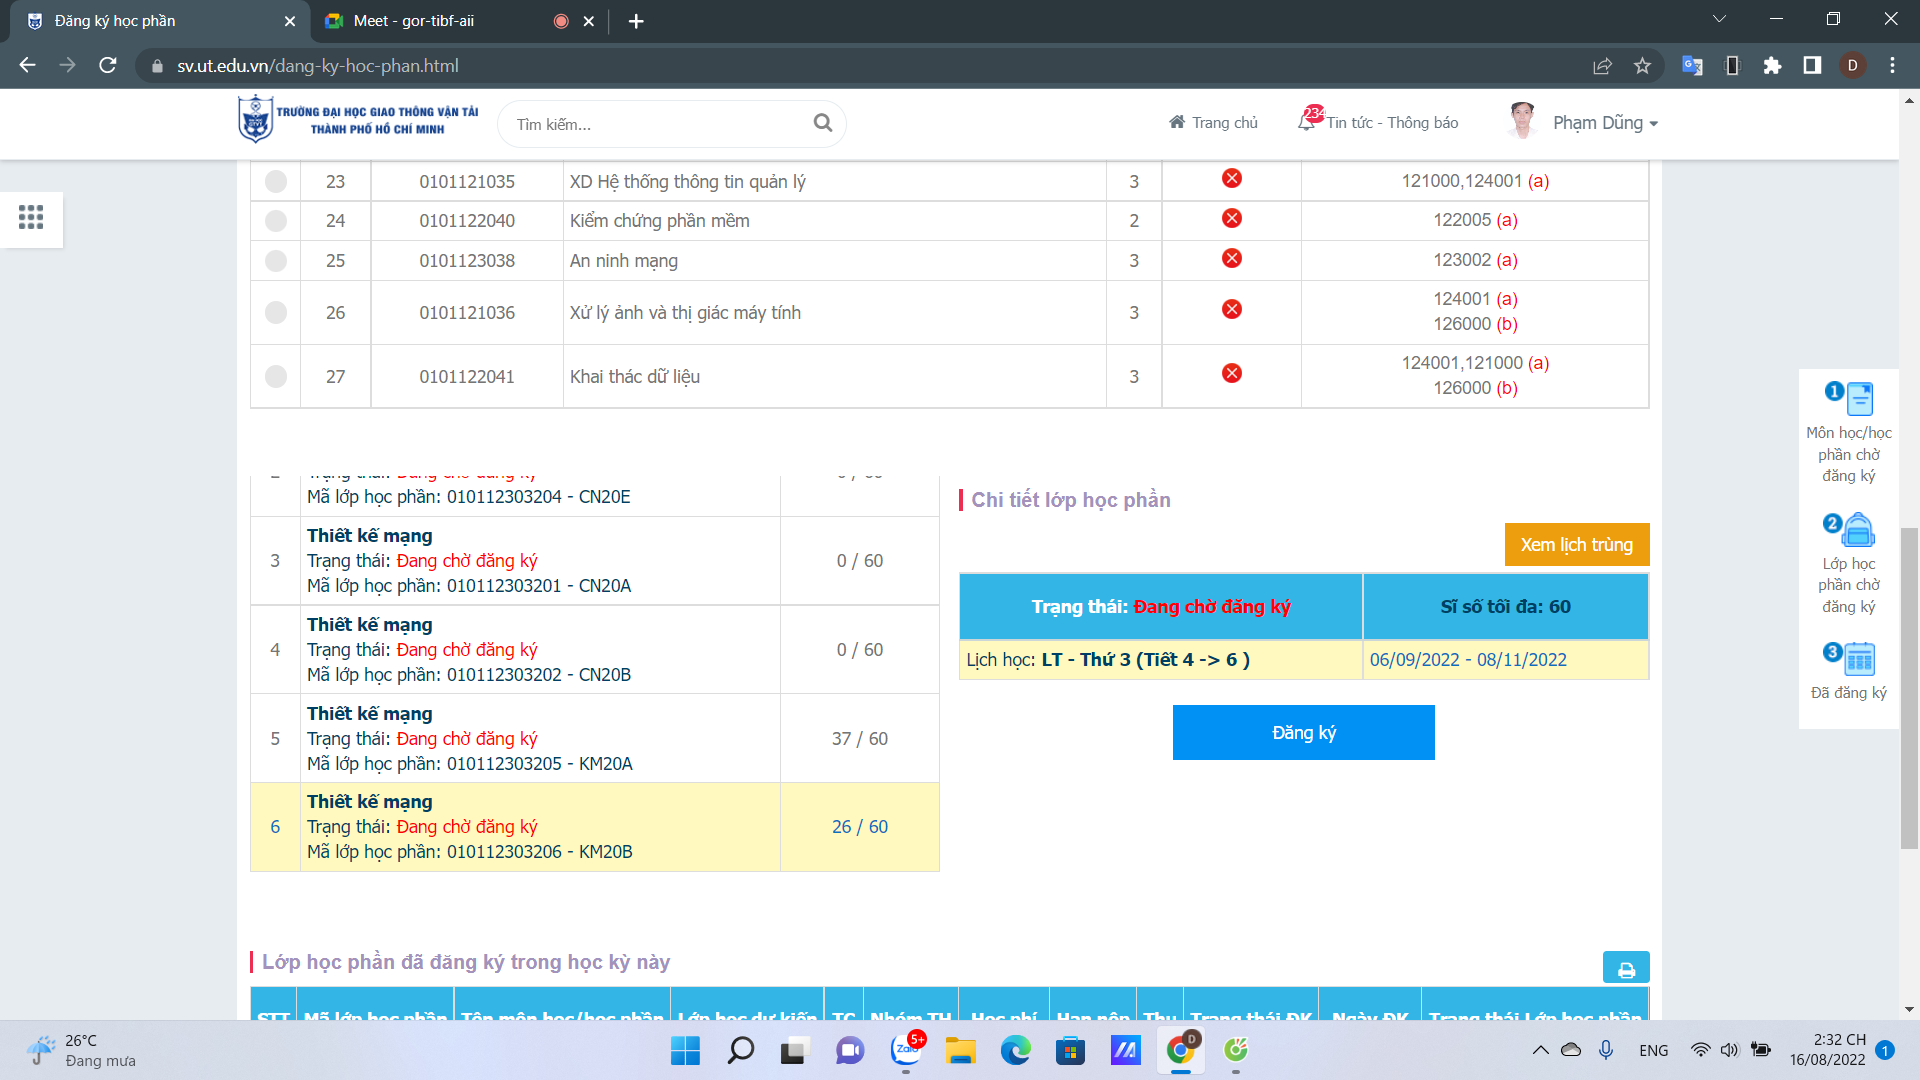 Đăng ký học phần
Meet - gor-tibf-aii
sv.ut.edu.vn/dang-ky-hoc-phan.html
D
TRƯỜNG ĐẠI HỌC GIAO THÔNG VẬN TẢI
THÀNH PHỐ HỒ CHÍ MINH
Tìm kiếm...
Trang chủ
234
Tin tức - Thông báo
Phạm Dũng
23 0101121035 XD Hệ thống thông tin quản lý 3 121000,124001 (a)
24 0101122040 Kiểm chứng phần mềm 2 122005 (a)
25 0101123038 An ninh mạng 3 123002 (a)
26 0101121036 Xử lý ảnh và thị giác máy tính 3 124001 (a)
126000 (b)
27 0101122041 Khai thác dữ liệu 3 124001,121000 (a)
126000 (b)
1
Môn học/học
phần chờ
đăng ký
2
Lớp học
phần chờ
đăng ký
3
Đã đăng ký
Mã lớp học phần: 010112303204 - CN20E
3
Thiết kế mạng
Trạng thái: Đang chờ đăng ký
Mã lớp học phần: 010112303201 - CN20A
0 / 60
4
Thiết kế mạng
Trạng thái: Đang chờ đăng ký
Mã lớp học phần: 010112303202 - CN20B
0 / 60
5
Thiết kế mạng
Trạng thái: Đang chờ đăng ký
Mã lớp học phần: 010112303205 - KM20A
37 / 60
6
Thiết kế mạng
Trạng thái: Đang chờ đăng ký
Mã lớp học phần: 010112303206 - KM20B
26 / 60
Chi tiết lớp học phần
Xem lịch trùng
Trạng thái: Đang chờ đăng ký
Sĩ số tối đa: 60
Lịch học: LT - Thứ 3 (Tiết 4 -> 6 )
06/09/2022 - 08/11/2022
Đăng ký
Lớp học phần đã đăng ký trong học kỳ này
STT Mã lớp học phần Tên môn học/học phần Lớp học dự kiến TC Nhóm TH Học phí Hạn nộp Thu Trạng thái ĐK Ngày ĐK Trạng thái Lớp học phần
26°C
Đang mưa
Zalo
5+
D
ENG
2:32 CH
16/08/2022
1